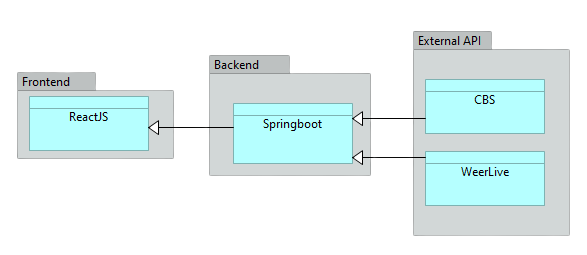 Frontend
ReactJS
Backend
Springboot
External API
CBS
WeerLive